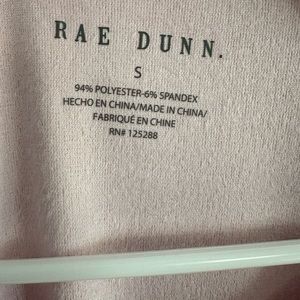 RAE DUNN.
S
94% POLYESTER-6% SPANDEX
HECHO EN CHINA/MADE IN CHINA/
FABRIQUÉ EN CHINE
RN# 125288